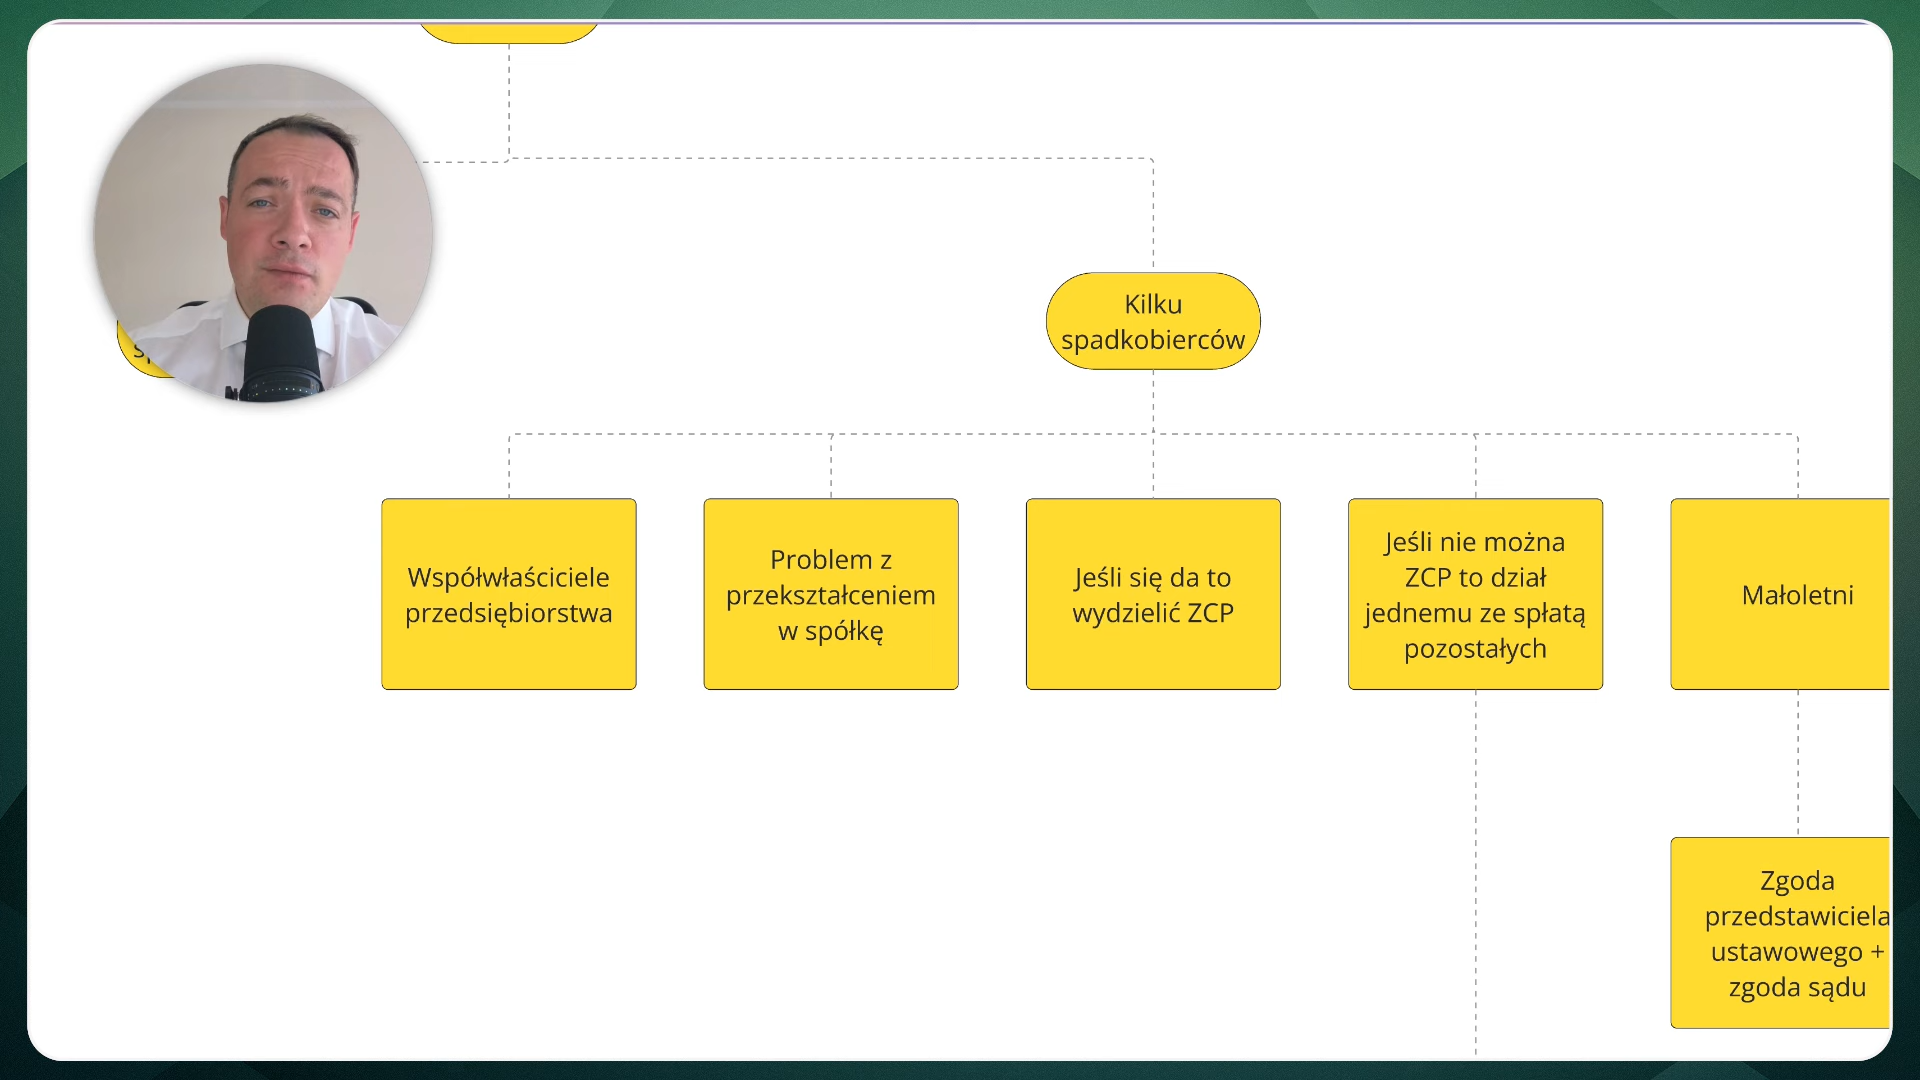 Kilku
spadkobierców
Współwłaściciele
przedsiębiorstwa
Problem z
przekształceniem
w spółkę
Jeśli się da to
wydzielić ZCP
Jeśli nie można
ZCP to dział
jednemu ze spłatą
pozostałych
Małoletni
Zgoda
przedstawiciela
ustawowego +
zgoda sądu